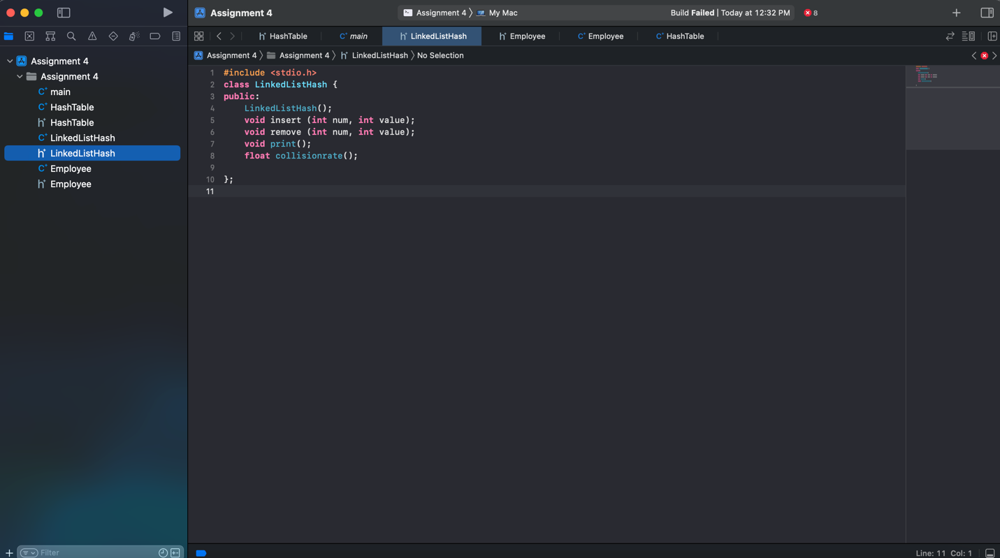 Assignment 4
Assignment 4 〉 My Mac
Build Failed | Today at 12:32 PM
8
HashTable
main
LinkedListHash
Employee
Employee
HashTable
Assignment 4 〉 Assignment 4 〉 LinkedListHash 〉 No Selection
Assignment 4
Assignment 4
main
HashTable
HashTable
LinkedListHash
LinkedListHash
Employee
Employee
1 #include <stdio.h>
2 class LinkedListHash {
3 public:
4     LinkedListHash();
5     void insert (int num, int value);
6     void remove (int num, int value);
7     void print();
8     float collisionrate();
9
10 };
11
Filter
Line: 11 Col: 1